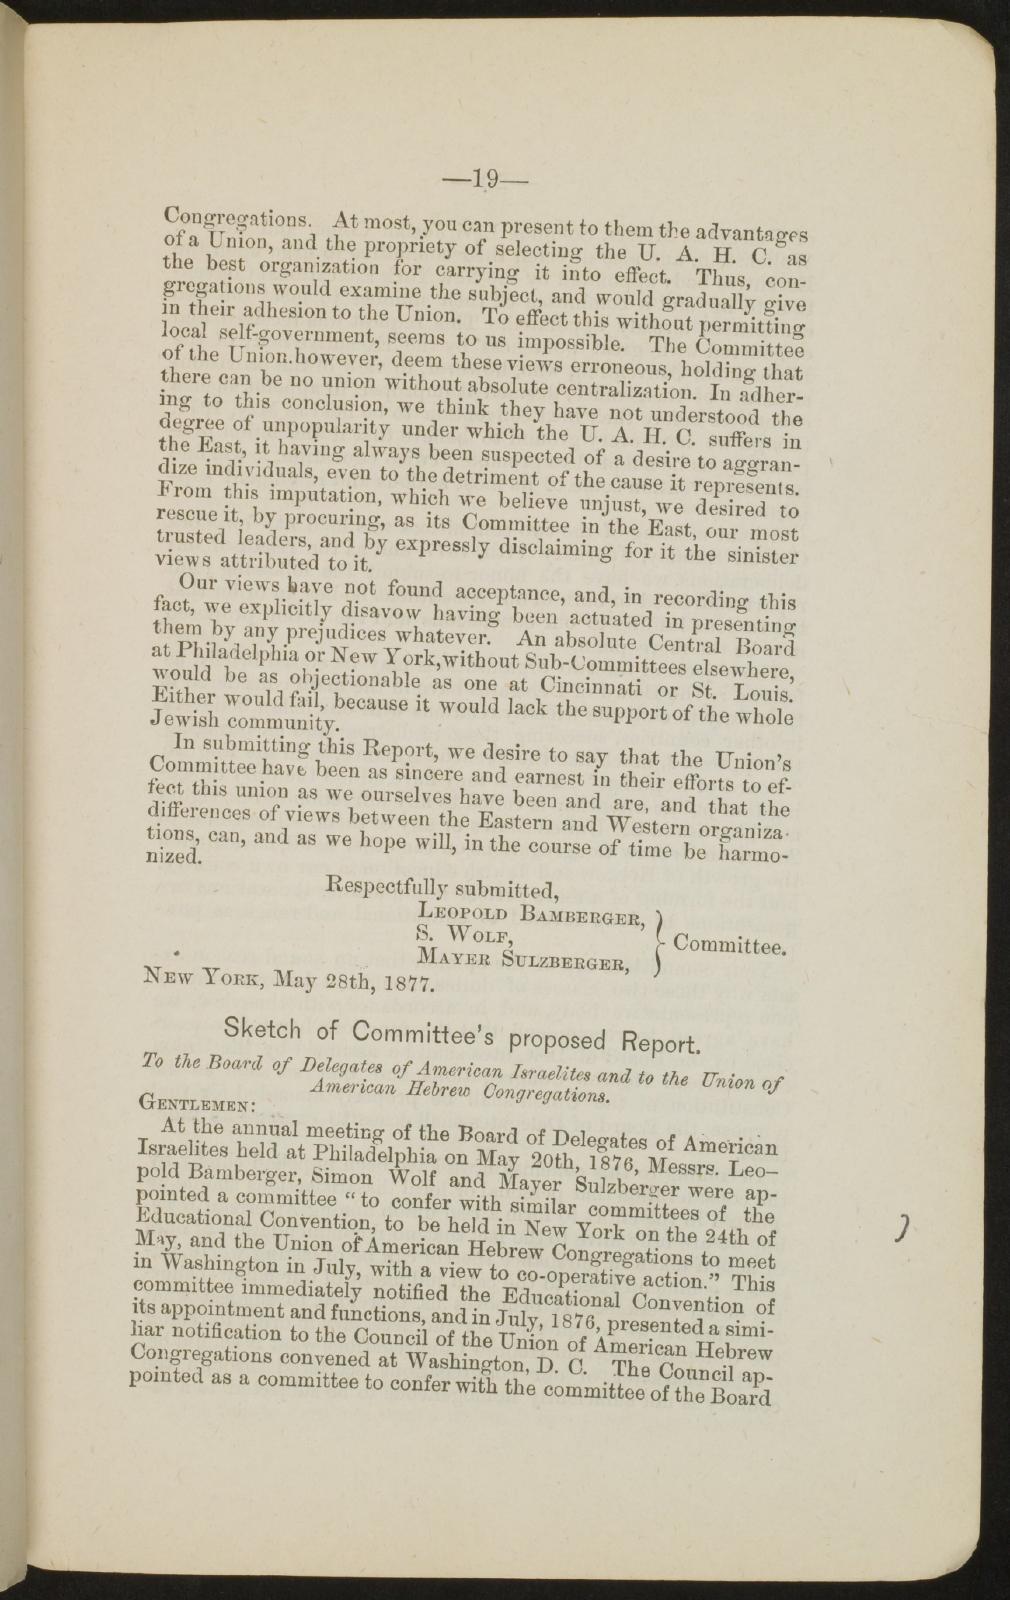 —19—
Congregations. At most, you can present to them the advantages
of a Union, and the propriety of selecting the U. A. H. C. as
the best organization for carrying it into effect. Thus, con-
gregations would examine the subject, and would gradually give
in their adhesion to the Union. To effect this without permitting
local self-government, seems to us impossible. The Committee
of the Union.however, deem these views erroneous, holding that
there can be no union without absolute centralization. In adher-
ing to this conclusion, we think they have not understood the
degree of unpopularity under which the U. A. H. C. suffers in
the East, it having always been suspected of a desire to aggran-
dize individuals, even to the detriment of the cause it represents.
From this imputation, which we believe unjust, we desired to
rescue it, by procuring, as its Committee in the East, our most
trusted leaders, and by expressly disclaiming for it the sinister
views attributed to it.
Our views have not found acceptance, and, in recording this
fact, we explicitly disavow having been actuated in presenting
them by any prejudices whatever. An absolute Central Board
at Philadelphia or New York,without Sub-Committees elsewhere,
would be as objectionable as one at Cincinnati or St. Louis.
Either would fail, because it would lack the support of the whole
Jewish community.
In submitting this Report, we desire to say that the Union's
Committee have been as sincere and earnest in their efforts to ef-
fect this union as we ourselves have been and are, and that the
differences of views between the Eastern and Western organiza-
tions, can, and as we hope will, in the course of time be harmo-
nized.
Respectfully submitted,
LEOPOLD BAMBERGER,
S. WOLF,
MAYER SULZBERGER,
} Committee.
NEW YORK, May 28th, 1877.
Sketch of Committee's proposed Report.
To the Board of Delegates of American Israelites and to the Union of
American Hebrew Congregations.
GENTLEMEN:
At the annual meeting of the Board of Delegates of American
Israelites held at Philadelphia on May 20th, 1876, Messrs. Leo-
pold Bamberger, Simon Wolf and Mayer Sulzberger were ap-
pointed a committee "to confer with similar committees of the
Educational Convention, to be held in New York on the 24th of
May, and the Union of American Hebrew Congregations to meet
in Washington in July, with a view to co-operative action." This
committee immediately notified the Educational Convention of
its appointment and functions, and in July, 1876, presented a simi-
liar notification to the Council of the Union of American Hebrew
Congregations convened at Washington, D. C. The Council ap-
pointed as a committee to confer with the committee of the Board